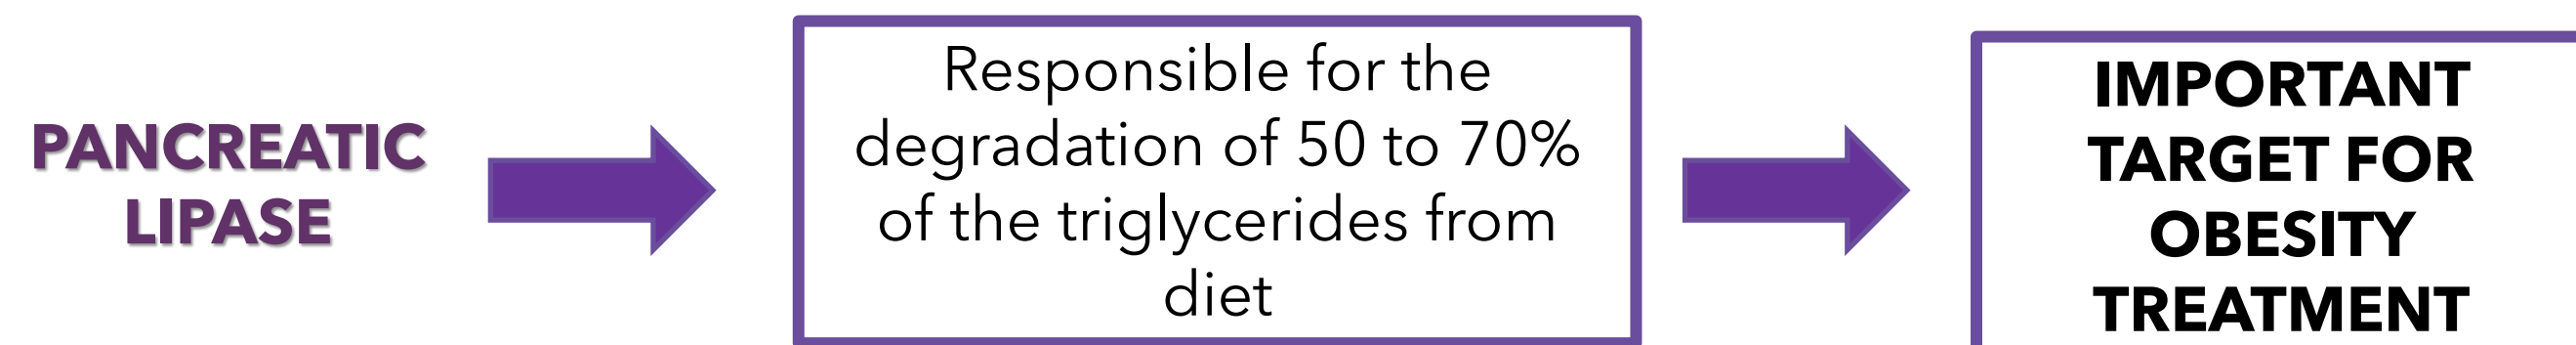 PANCREATIC
LIPASE
Responsible for the
degradation of 50 to 70%
of the triglycerides from
diet
IMPORTANT
TARGET FOR
OBESITY
TREATMENT